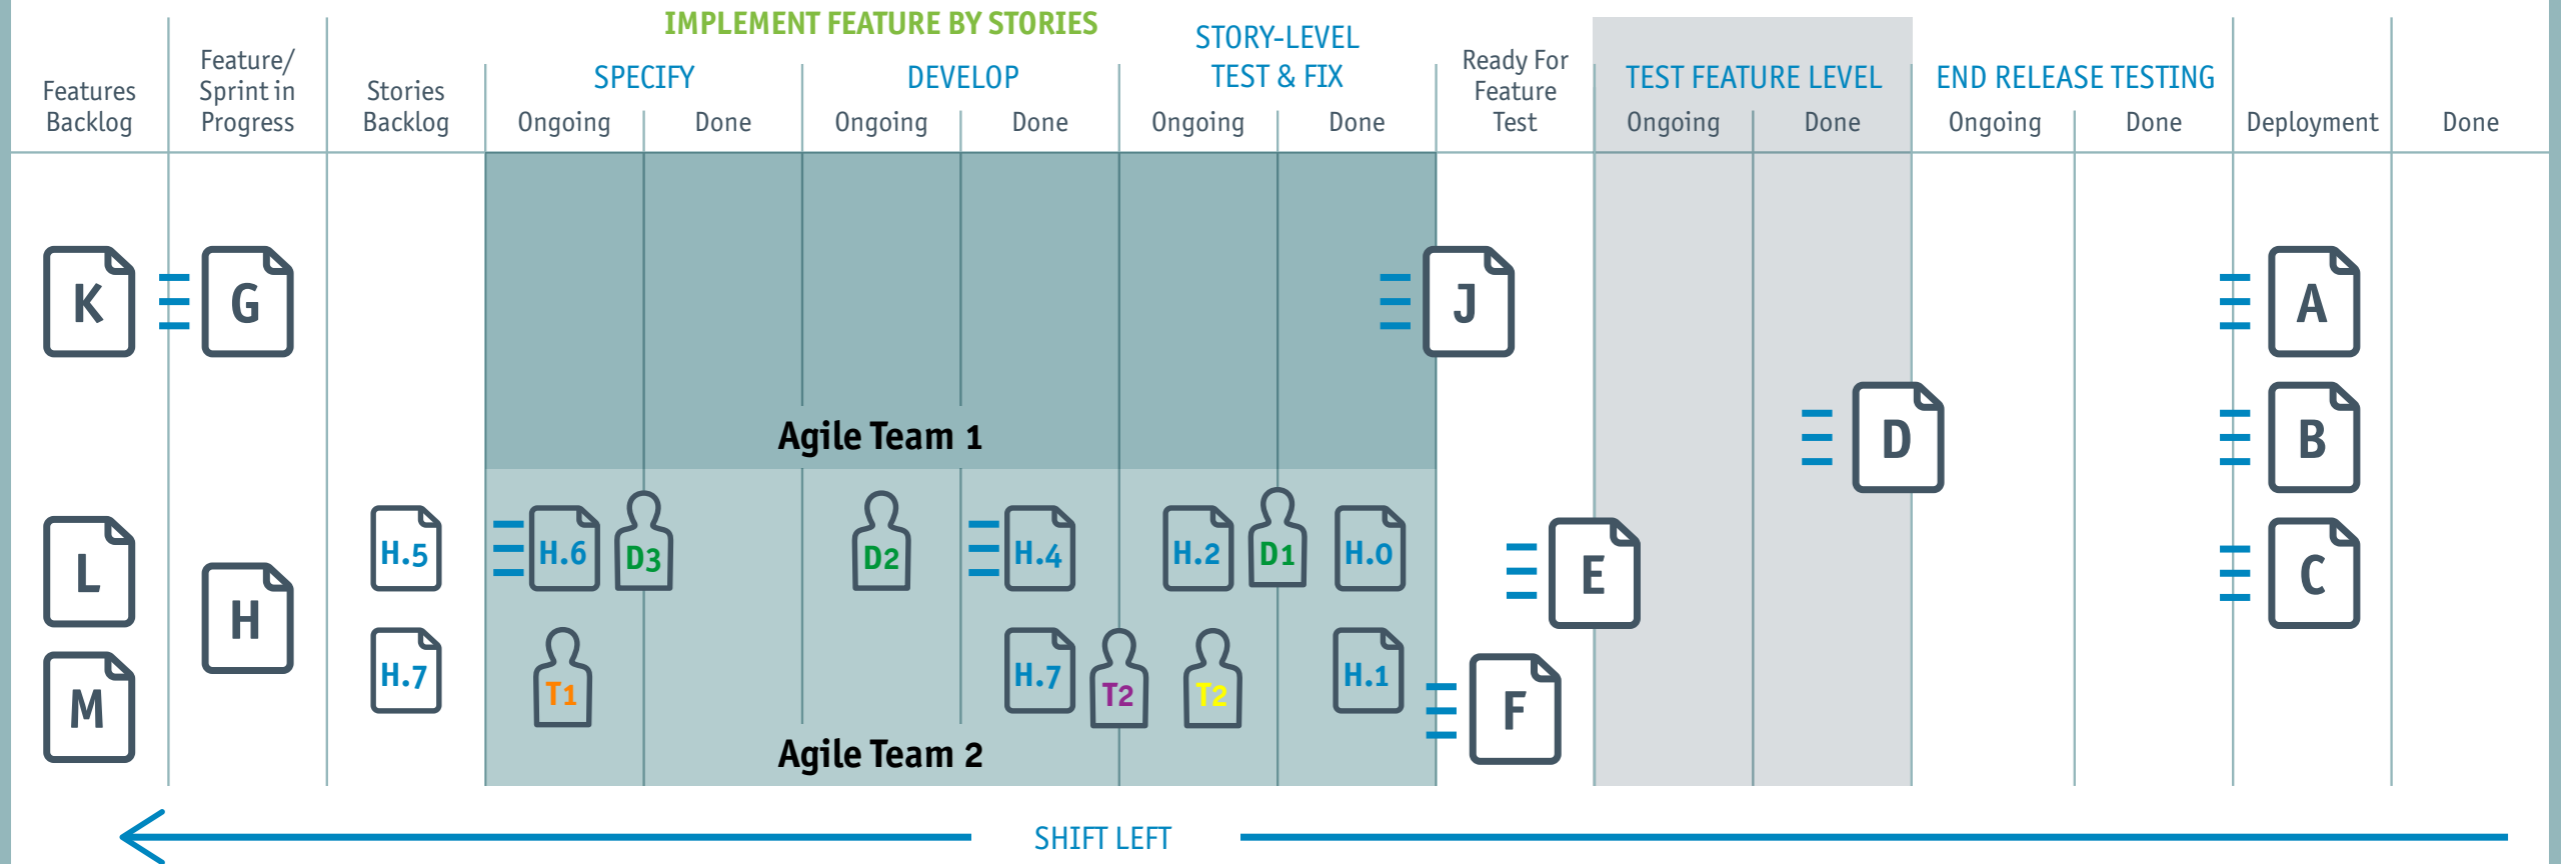 IMPLEMENT FEATURE BY STORIES
Features
Backlog
Feature/
Sprint in
Progress
Stories
Backlog
SPECIFY
Ongoing
Done
DEVELOP
Ongoing
Done
STORY-LEVEL
TEST & FIX
Ongoing
Done
Ready For
Feature
Test
TEST FEATURE LEVEL
Ongoing
Done
END RELEASE TESTING
Ongoing
Done
Deployment
Done
K
G
J
A
D
B
Agile Team 1
L
H
H.5
H.6
D3
D2
H.4
H.2
D1
H.0
E
C
M
H.7
T1
H.7
T2
T2
H.1
F
Agile Team 2
SHIFT LEFT